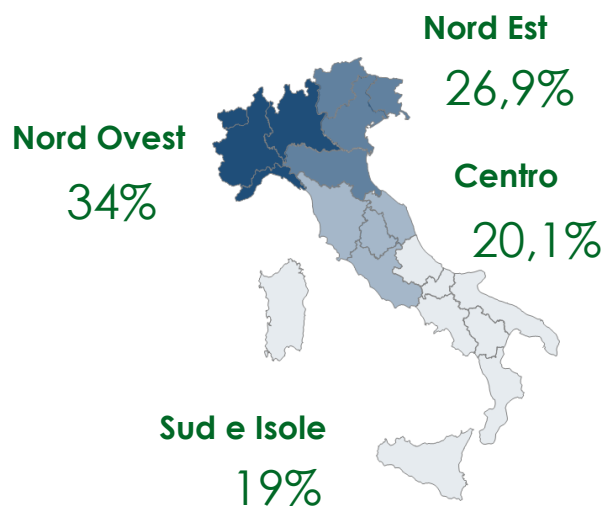 Nord Est
26,9%
Nord Ovest
34%
Centro
20,1%
Sud e Isole
19%